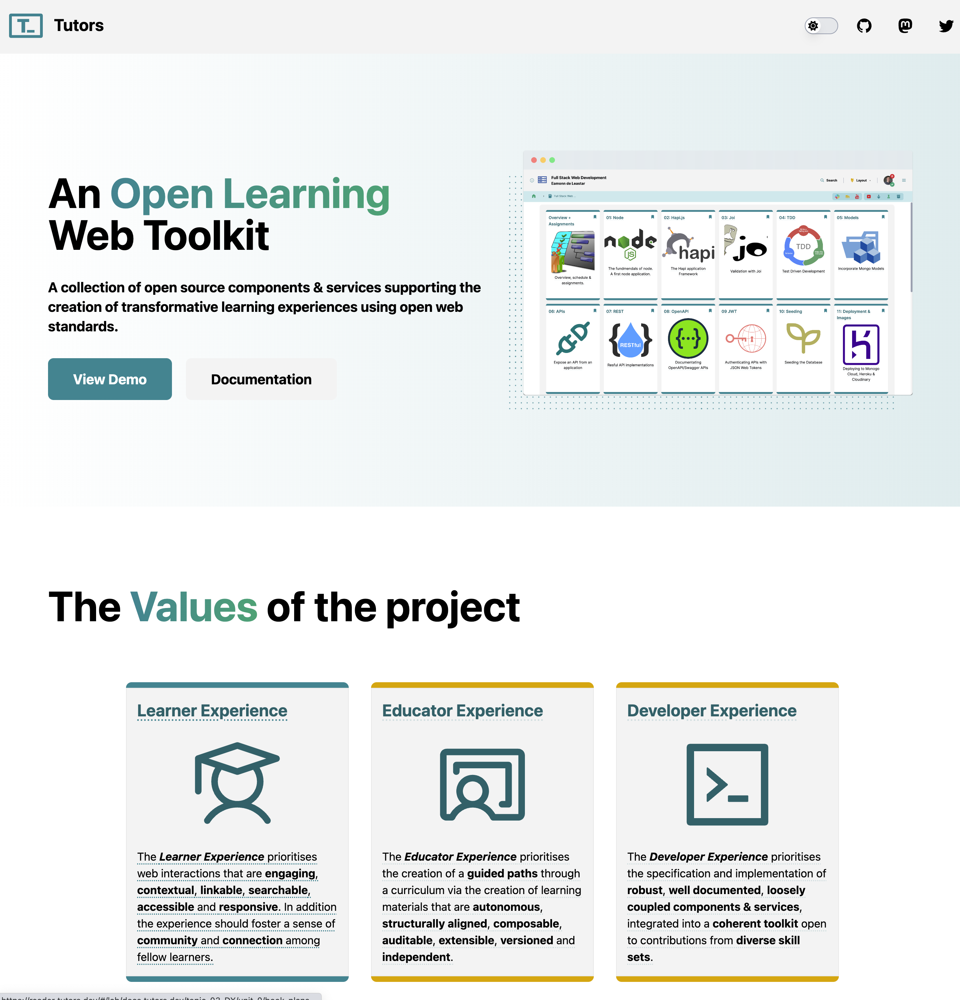 T_
Tutors
An Open Learning
Web Toolkit
A collection of open source components & services supporting the
creation of transformative learning experiences using open web
standards.
View Demo
Documentation
Full Stack Web Development
Eamonn de Leastar
Search
Layout
Full Stack Web ...
Overview +
Assignments
Overview, schedule &
assignments.
01: Node
node
JS
The fundmendals of node.
A first node application.
02: Hapi.js
hapi
The Hapi application
Framework
03: Joi
joi
Validation with Joi
04: TDD
TDD
Test Driven Development
05: Models
Incorporate Mongo Models
06: APIs
Expose an API from an
application
07: REST
{RESTful}
Resful API implementations
08: OpenAPI
{...}
Documentating
OpenAPI/Swagger APIs
09 JWT
Authenticating APIs with
JSON Web Tokens
10: Seeding
Seeding the Database
11: Deployment &
Images
Deploying to Monogo
Cloud, Heroku &
Cloudinary
The Values of the project
Learner Experience
The Learner Experience prioritises
web interactions that are engaging,
contextual, linkable, searchable,
accessible and responsive. In addition
the experience should foster a sense of
community and connection among
fellow learners.
Educator Experience
The Educator Experience prioritises
the creation of a guided paths through
a curriculum via the creation of learning
materials that are autonomous,
structurally aligned, composable,
auditable, extensible, versioned and
independent.
Developer Experience
>_
The Developer Experience prioritises
the specification and implementation of
robust, well documented, loosely
coupled components & services,
integrated into a coherent toolkit open
to contributions from diverse skill
sets.